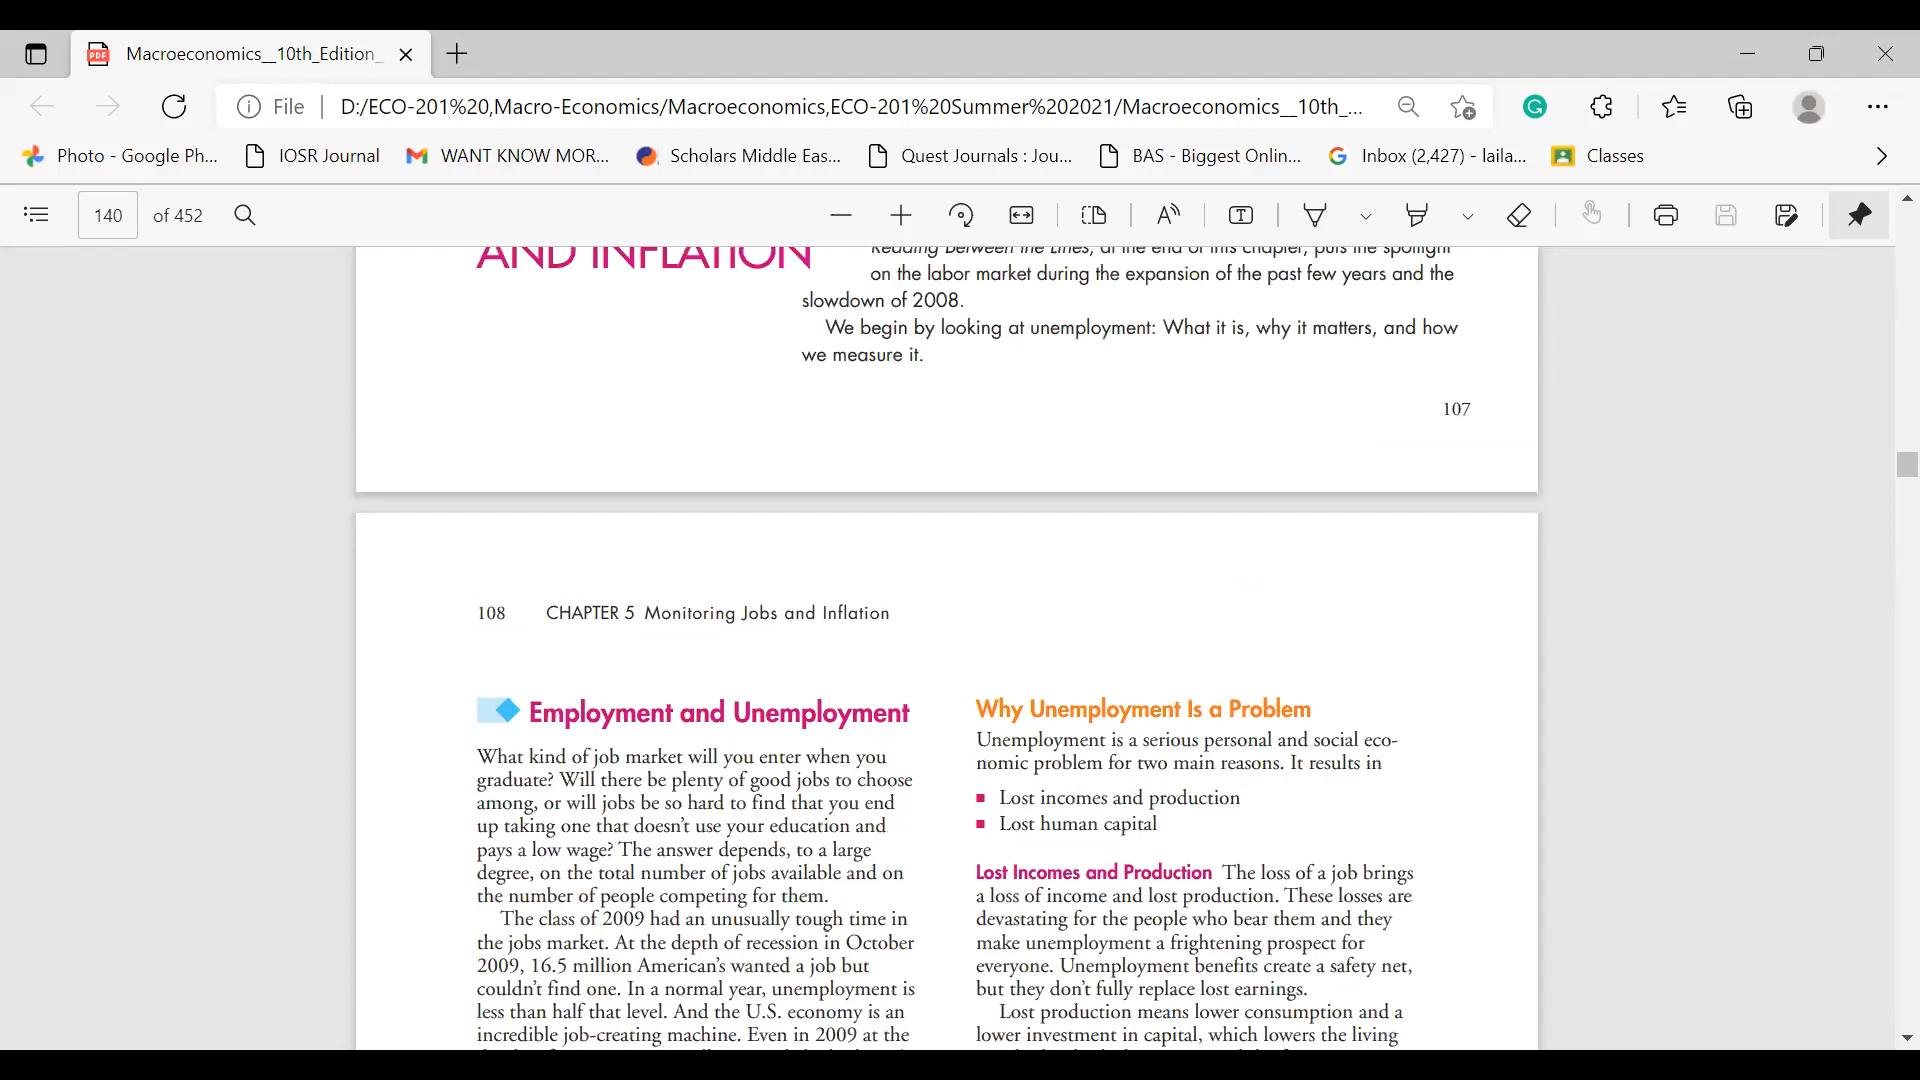 Macroeconomics__10th_Edition_
File
D:/ECO-201%20,Macro-Economics/Macroeconomics,ECO-201%20Summer%202021/Macroeconomics__10th_...
Photo - Google Ph...
IOSR Journal
WANT KNOW MOR...
Scholars Middle Eas...
Quest Journals : Jou...
BAS - Biggest Onlin...
Inbox (2,427) - laila...
Classes
140 of 452
AND INFLATION
Reading Between the Lines, at the end of this chapter, puts the spotlight
on the labor market during the expansion of the past few years and the
slowdown of 2008.
We begin by looking at unemployment: What it is, why it matters, and how
we measure it.
107
108 CHAPTER 5 Monitoring Jobs and Inflation
Employment and Unemployment
What kind of job market will you enter when you
graduate? Will there be plenty of good jobs to choose
among, or will jobs be so hard to find that you end
up taking one that doesn't use your education and
pays a low wage? The answer depends, to a large
degree, on the total number of jobs available and on
the number of people competing for them.
The class of 2009 had an unusually tough time in
the jobs market. At the depth of recession in October
2009, 16.5 million American's wanted a job but
couldn't find one. In a normal year, unemployment is
less than half that level. And the U.S. economy is an
incredible job-creating machine. Even in 2009 at the
Why Unemployment Is a Problem
Unemployment is a serious personal and social eco-
nomic problem for two main reasons. It results in
Lost incomes and production
Lost human capital
Lost Incomes and Production The loss of a job brings
a loss of income and lost production. These losses are
devastating for the people who bear them and they
make unemployment a frightening prospect for
everyone. Unemployment benefits create a safety net,
but they don't fully replace lost earnings.
Lost production means lower consumption and a
lower investment in capital, which lowers the living